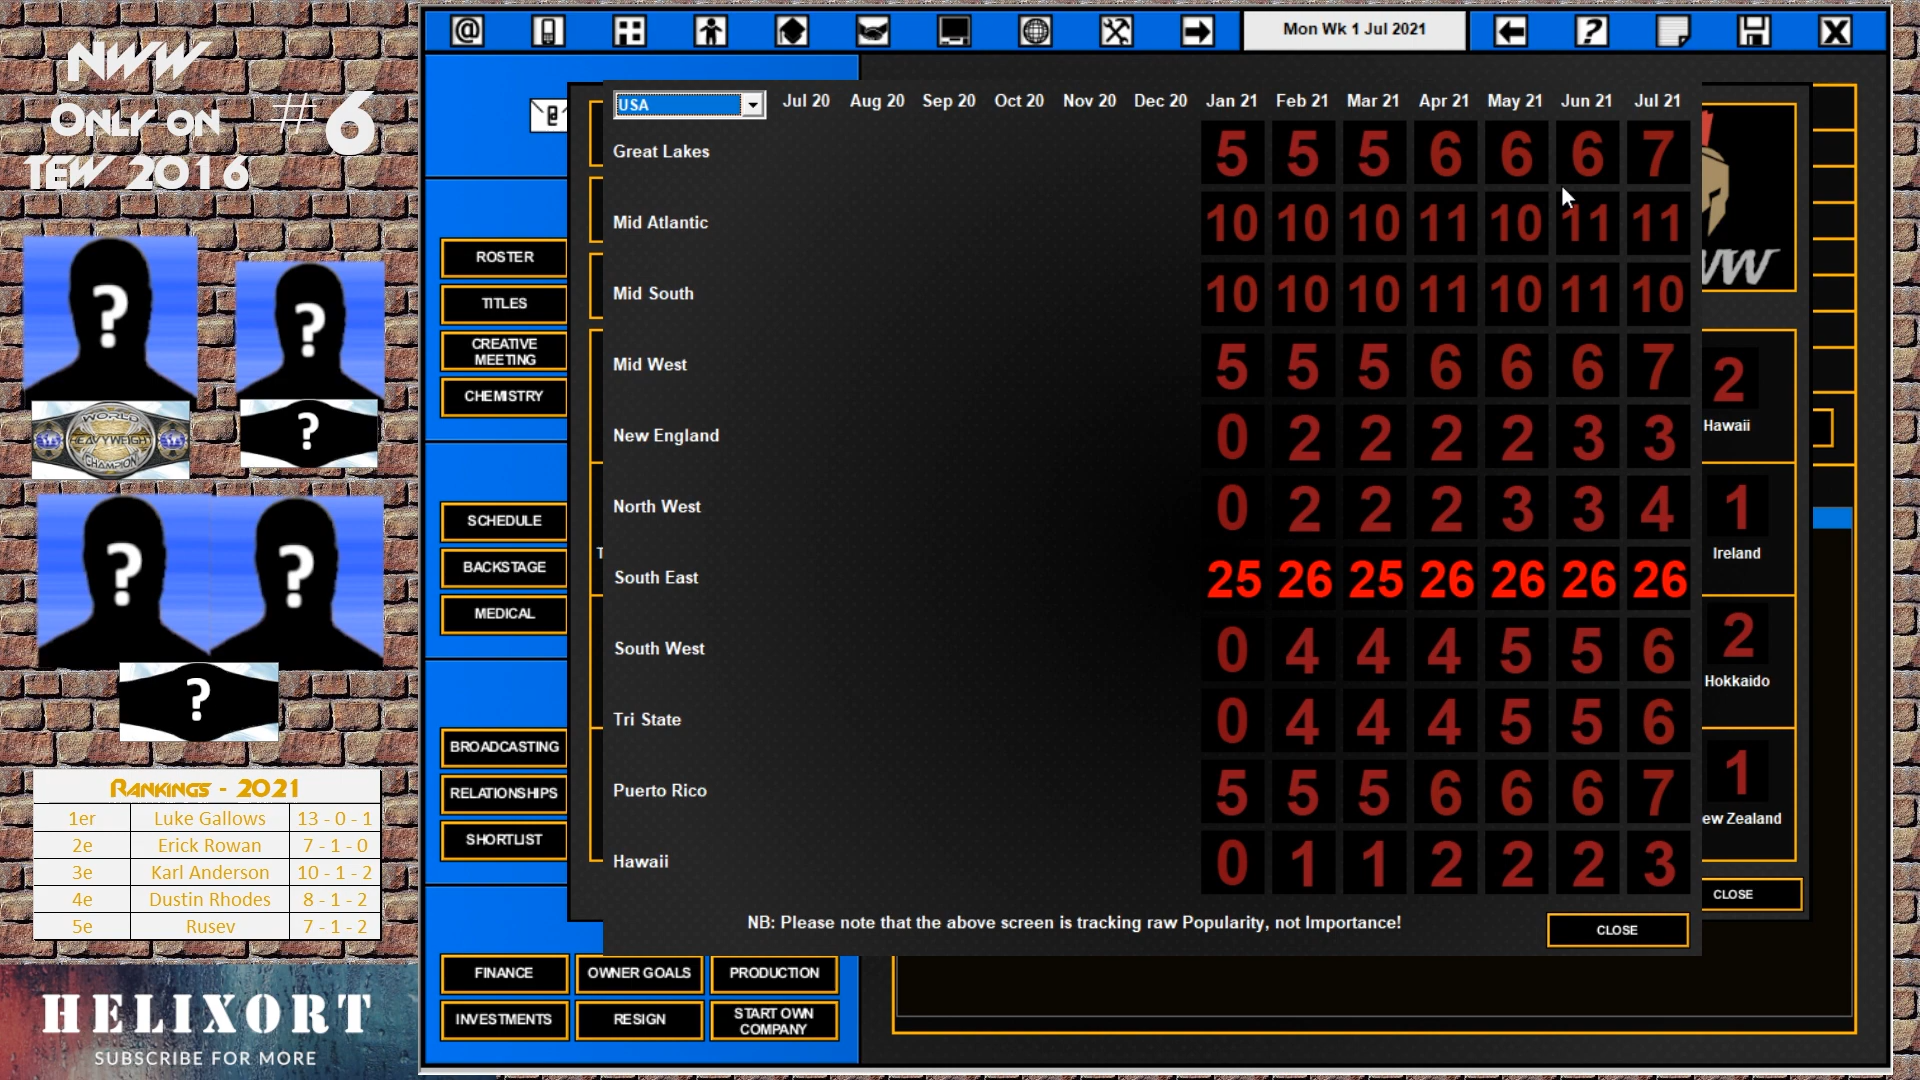 NWW
ONLY ON
TEW 2016
#6
Mon Wk 1 Jul 2021
USA
Jul 20 Aug 20 Sep 20 Oct 20 Nov 20 Dec 20 Jan 21 Feb 21 Mar 21 Apr 21 May 21 Jun 21 Jul 21
Great Lakes 5 5 5 6 6 6 7
Mid Atlantic 10 10 10 11 10 11 11
Mid South 10 10 10 11 10 11 10
Mid West 5 5 5 6 6 6 7
New England 0 2 2 2 2 3 3
North West 0 2 2 2 3 3 4
South East 25 26 25 26 26 26 26
South West 0 4 4 4 5 5 6
Tri State 0 4 4 4 5 5 6
Puerto Rico 5 5 5 6 6 6 7
Hawaii 0 1 1 2 2 2 3
NB: Please note that the above screen is tracking raw Popularity, not Importance!
CLOSE
2
Hawaii
1
Ireland
2
Hokkaido
1
ew Zealand
CLOSE
ROSTER
TITLES
CREATIVE
MEETING
CHEMISTRY
SCHEDULE
BACKSTAGE
MEDICAL
BROADCASTING
RELATIONSHIPS
SHORTLIST
FINANCE OWNER GOALS PRODUCTION
INVESTMENTS RESIGN START OWN
COMPANY
WORLD
HEAVYWEIGHT
CHAMPION
?
?
?
?
?
?
RANKINGS - 2021
1er Luke Gallows 13 - 0 - 1
2e Erick Rowan 7 - 1 - 0
3e Karl Anderson 10 - 1 - 2
4e Dustin Rhodes 8 - 1 - 2
5e Rusev 7 - 1 - 2
HELIXORT
SUBSCRIBE FOR MORE